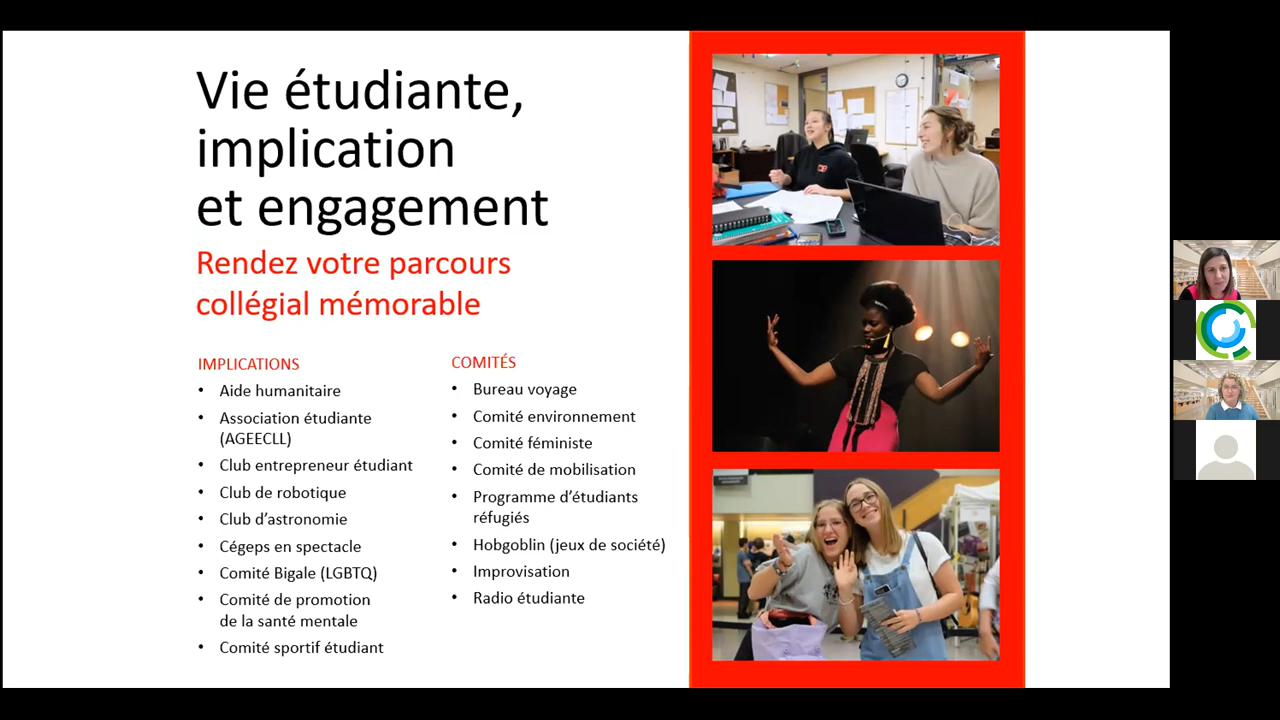 Vie étudiante,
implication
et engagement
Rendez votre parcours
collégial mémorable
IMPLICATIONS
• Aide humanitaire
• Association étudiante
(AGEECLL)
• Club entrepreneur étudiant
• Club de robotique
• Club d’astronomie
• Cégeps en spectacle
• Comité Bigale (LGBTQ)
• Comité de promotion
de la santé mentale
• Comité sportif étudiant
COMITÉS
• Bureau voyage
• Comité environnement
• Comité féministe
• Comité de mobilisation
• Programme d’étudiants
réfugiés
• Hobgoblin (jeux de société)
• Improvisation
• Radio étudiante